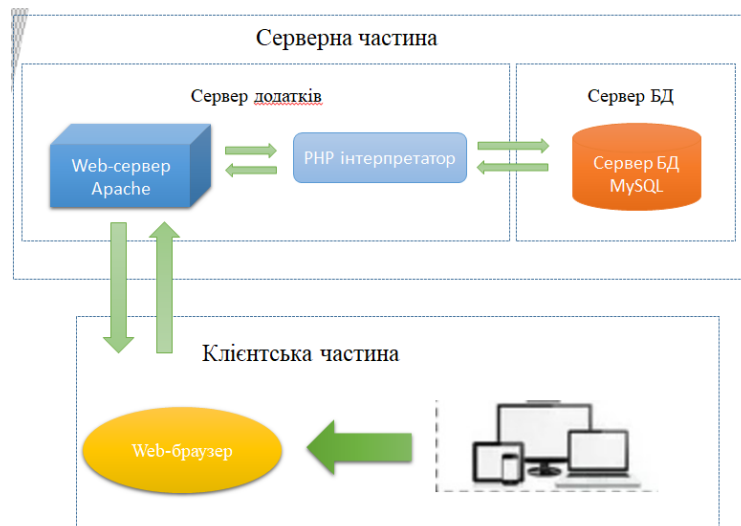 Серверна частина
Сервер додатків
Сервер БД
Web-сервер
Apache
PHP інтерпретатор
Сервер БД
MySQL
Клієнтська частина
Web-браузер